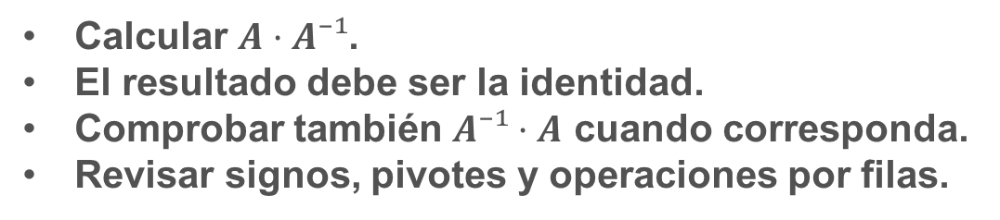 • Calcular A · A⁻¹.
• El resultado debe ser la identidad.
• Comprobar también A⁻¹ · A cuando corresponda.
• Revisar signos, pivotes y operaciones por filas.